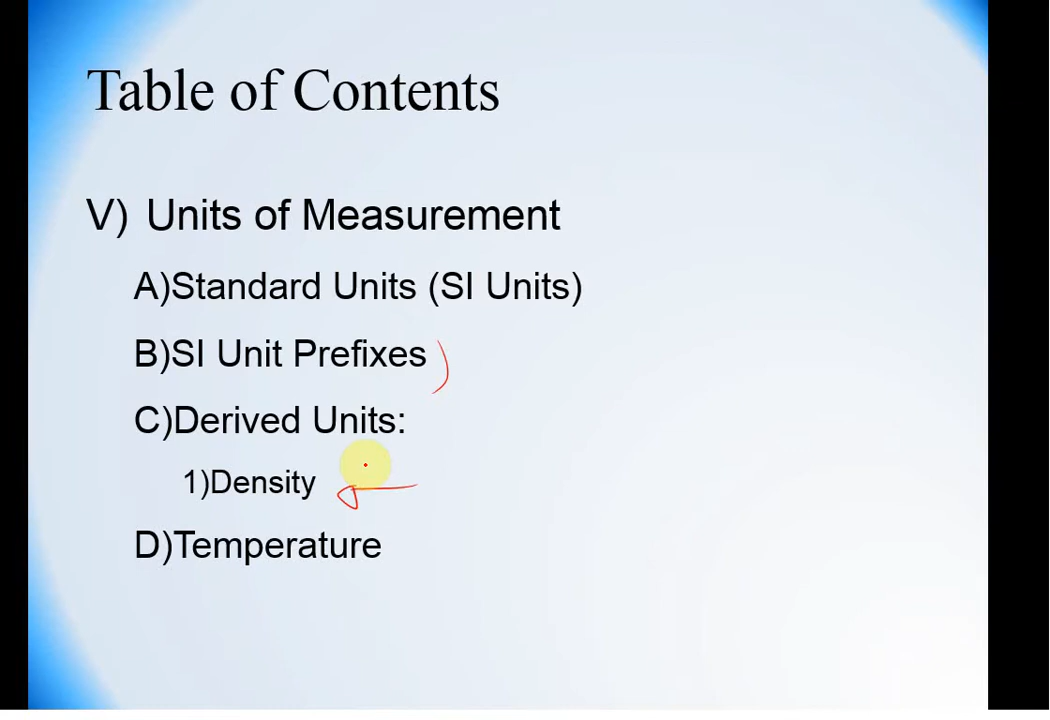 Table of Contents
V) Units of Measurement
A)Standard Units (SI Units)
B)SI Unit Prefixes
C)Derived Units:
1)Density
D)Temperature